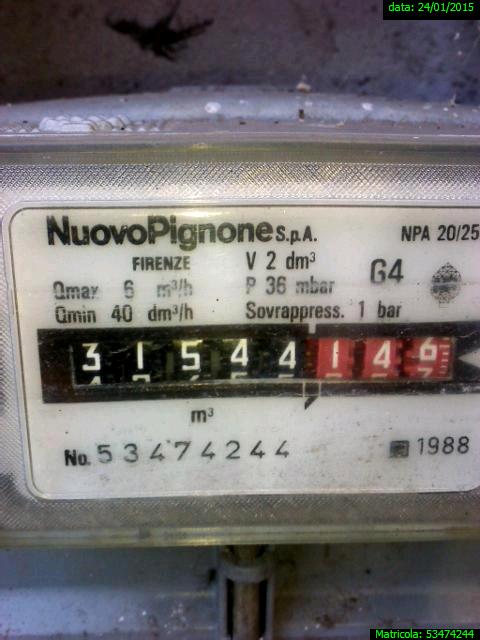 data: 24/01/2015
NuovoPignone S.p.A.
NPA 20/25
FIRENZE
V 2 dm³
G4
Qmax 6 m³/h
P 36 mbar
Qmin 40 dm³/h
Sovrappress. 1 bar
3 1 5 4 4 1 4 6
m³
No. 53474244
1988
Matricola: 53474244